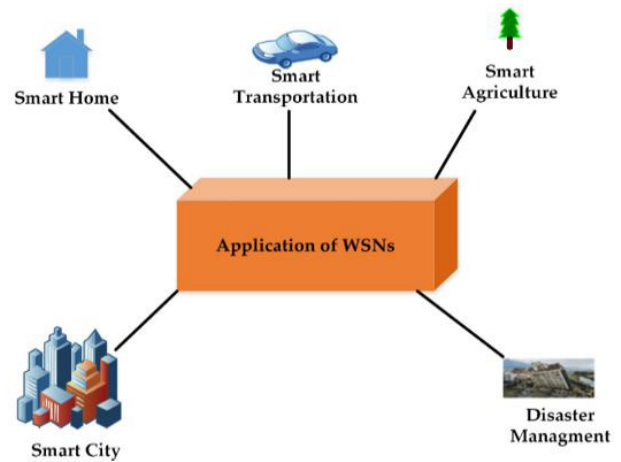 Smart Home
Smart
Transportation
Smart
Agriculture
Application of WSNs
Smart City
Disaster
Managment